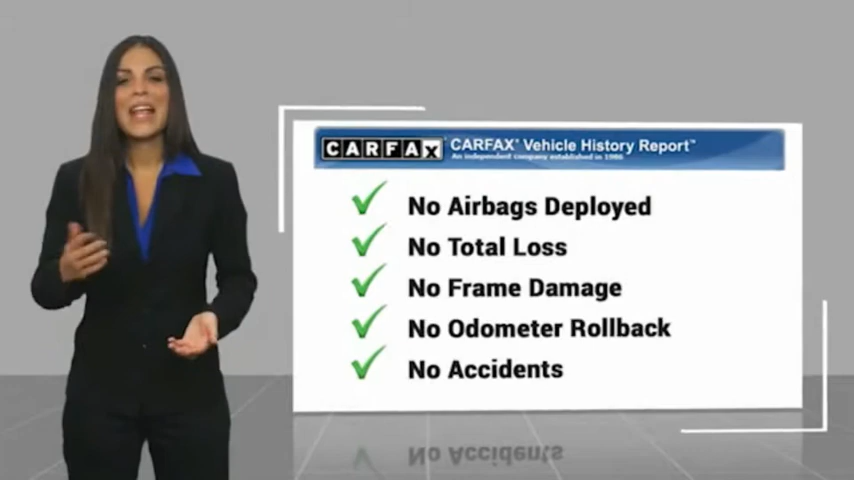 CARFAX CARFAX® Vehicle History Report™
An independent company established in 1986
No Airbags Deployed
No Total Loss
No Frame Damage
No Odometer Rollback
No Accidents
No Accidents